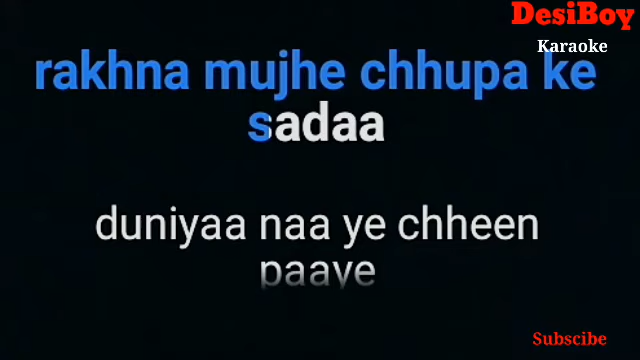 DesiBoy
Karaoke
rakhna mujhe chhupa ke
sadaa
duniyaa naa ye chheen
paaye
Subscibe